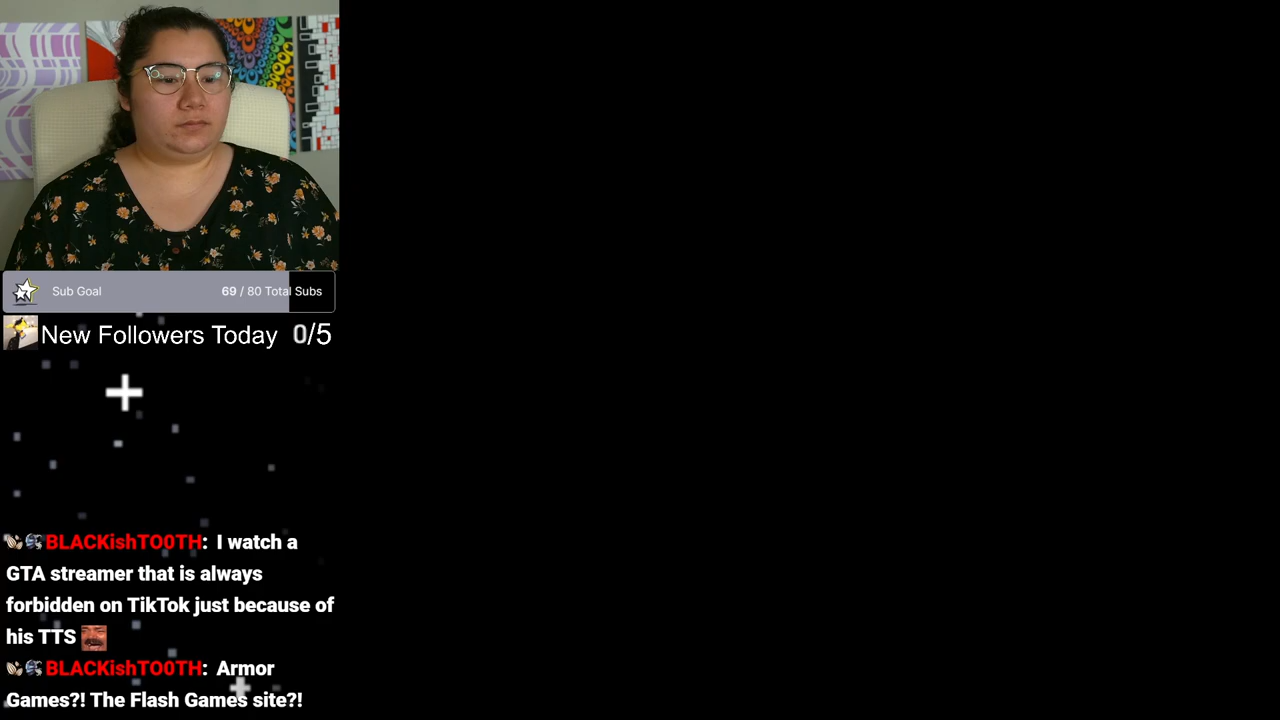 Sub Goal 69 / 80 Total Subs
New Followers Today 0/5
BLACKishTO0TH: I watch a
GTA streamer that is always
forbidden on TikTok just because of
his TTS
BLACKishTO0TH: Armor
Games?! The Flash Games site?!